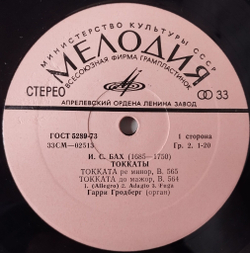 МИНИСТЕРСТВО КУЛЬТУРЫ СССР
МЕЛОДИЯ
ВСЕСОЮЗНАЯ ФИРМА ГРАМПЛАСТИНОК
СТЕРЕО
33
АПРЕЛЕВСКИЙ ОРДЕНА ЛЕНИНА ЗАВОД
ГОСТ 5289-73
1 сторона
33СМ—02515
Гр. 2. 1-20
И. С. БАХ (1685—1750)
ТОККАТЫ
ТОККАТА ре минор, В. 565
ТОККАТА до мажор, В. 564
1. (Allegro) 2. Adagio 3. Fuga
Гарри Гродберг (орган)